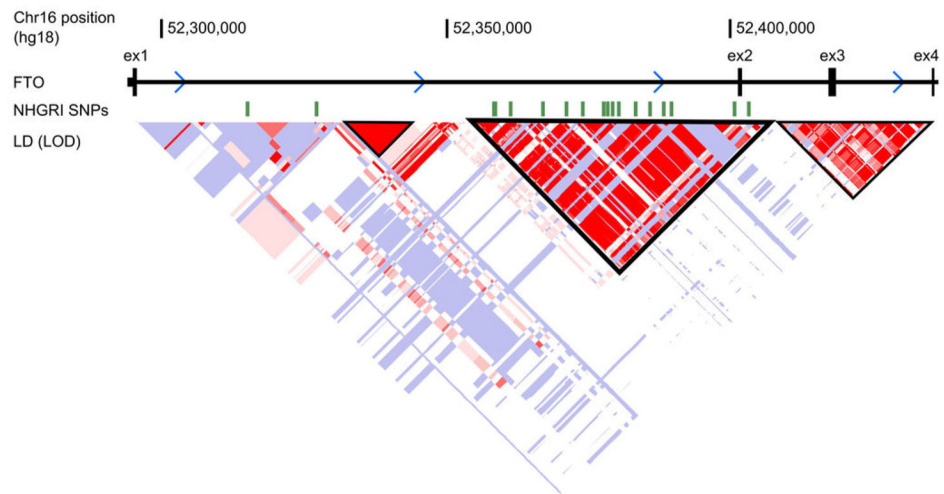 Chr16 position
(hg18)
52,300,000
52,350,000
52,400,000
ex1
ex2
ex3
ex4
FTO
NHGRI SNPs
LD (LOD)